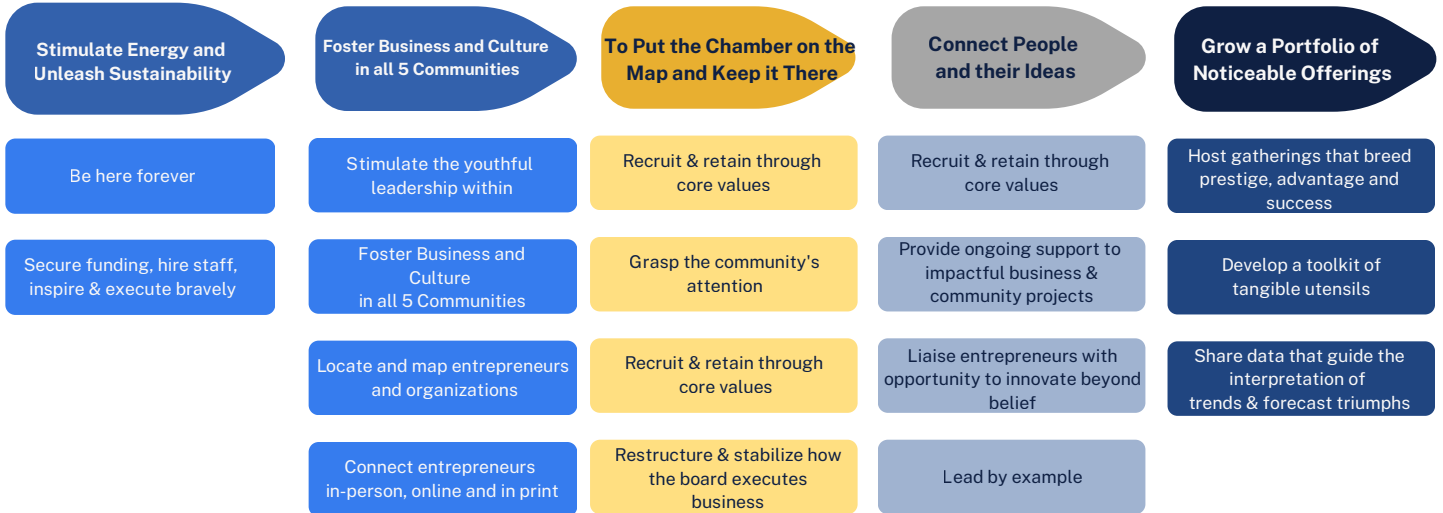 Stimulate Energy and
Unleash Sustainability
Foster Business and Culture
in all 5 Communities
To Put the Chamber on the
Map and Keep it There
Connect People
and their Ideas
Grow a Portfolio of
Noticeable Offerings
Be here forever
Stimulate the youthful
leadership within
Recruit & retain through
core values
Recruit & retain through
core values
Host gatherings that breed
prestige, advantage and
success
Secure funding, hire staff,
inspire & execute bravely
Foster Business and
Culture
in all 5 Communities
Grasp the community's
attention
Provide ongoing support to
impactful business &
community projects
Develop a toolkit of
tangible utensils
Locate and map entrepreneurs
and organizations
Recruit & retain through
core values
Liaise entrepreneurs with
opportunity to innovate beyond
belief
Share data that guide the
interpretation of
trends & forecast triumphs
Connect entrepreneurs
in-person, online and in print
Restructure & stabilize how
the board executes
business
Lead by example